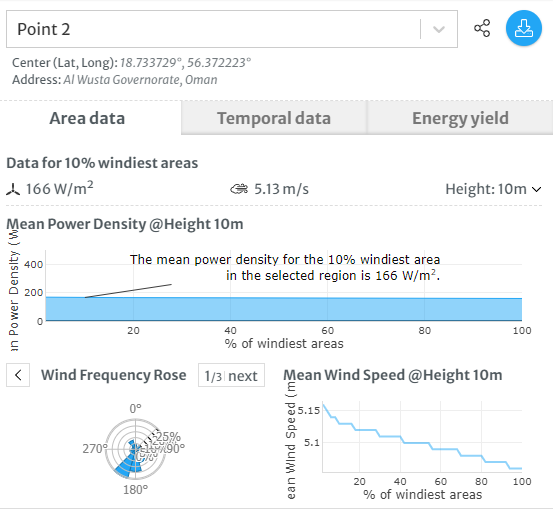 Point 2
Center (Lat, Long): 18.733729°, 56.372223°
Address: Al Wusta Governorate, Oman
Area data Temporal data Energy yield
Data for 10% windiest areas
166 W/m² 5.13 m/s Height: 10m
Mean Power Density @Height 10m
The mean power density for the 10% windiest area
in the selected region is 166 W/m².
400
200
0
20 40 60 80 100
% of windiest areas
Wind Frequency Rose 1/3 next
0°
25%
270° 90°
180°
Mean Wind Speed @Height 10m
5.15
5.1
20 40 60 80 100
% of windiest areas